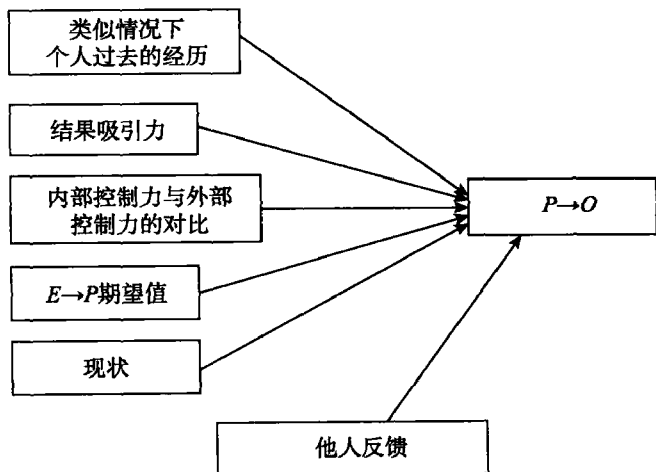 类似情况下
个人过去的经历
结果吸引力
内部控制力与外部
控制力的对比
P→O
E→P期望值
现状
他人反馈